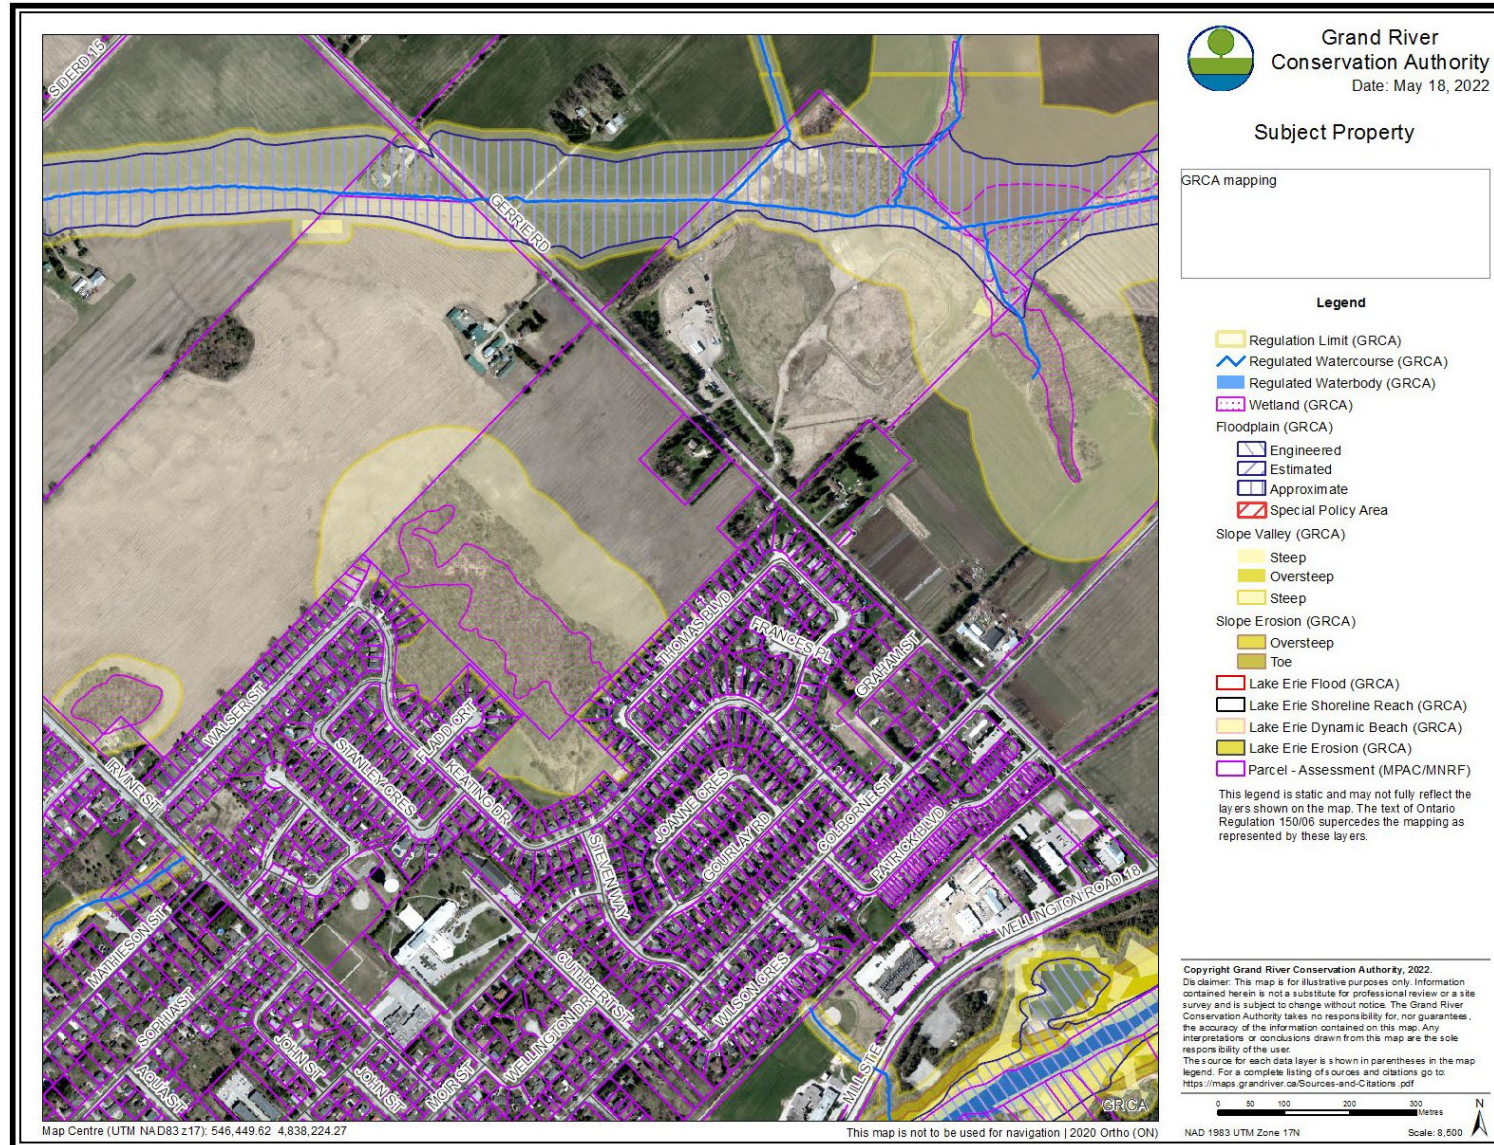 Grand River
Conservation Authority
Date: May 18, 2022
Subject Property
GRCA mapping
Legend
Regulation Limit (GRCA)
Regulated Watercourse (GRCA)
Regulated Waterbody (GRCA)
Wetland (GRCA)
Floodplain (GRCA)
Engineered
Estimated
Approximate
Special Policy Area
Slope Valley (GRCA)
Steep
Oversteep
Steep
Slope Erosion (GRCA)
Oversteep
Toe
Lake Erie Flood (GRCA)
Lake Erie Shoreline Reach (GRCA)
Lake Erie Dynamic Beach (GRCA)
Lake Erie Erosion (GRCA)
Parcel - Assessment (MPAC/MNRF)
This legend is static and may not fully reflect the
layers shown on the map. The text of Ontario
Regulation 150/06 supercedes the mapping as
represented by these layers.
Copyright Grand River Conservation Authority, 2022.
Disclaimer: This map is for illustrative purposes only. Information
contained herein is not a substitute for professional review or a site
survey and is subject to change without notice. The Grand River
Conservation Authority takes no responsibility for, nor guarantees,
the accuracy of the information contained on this map. Any
interpretations or conclusions drawn from this map are the sole
responsibility of the user.
The source for each data layer is shown in parentheses in the map
legend. For a complete listing of sources and citations go to:
https://maps.grandriver.ca/Sources-and-Citations.pdf
0 50 100 200 300
Metres
N
NAD 1983 UTM Zone 17N
Scale: 8,500
SIDERD 15
GERRIE RD
THOMAS BLVD
FRANCES PL
GRAHAM ST
WALSER ST
LADD CRT
STANLEY CRES
KEATING DR
IRVINE ST
JOANNE CRES
COLBORNE ST
GOURLAY RD
PATRICK BLVD
STEVEN WAY
WELLINGTON ROAD 18
MATHIESON ST
CUTHBERT ST
WILSON CRES
SOPHIA ST
WELLINGTON DR
JOHN ST
JOHN ST
MOIR ST
AQUA ST
MILL ST E
GRCA
Map Centre (UTM NAD83 z17): 546,449.62 4,838,224.27
This map is not to be used for navigation | 2020 Ortho (ON)